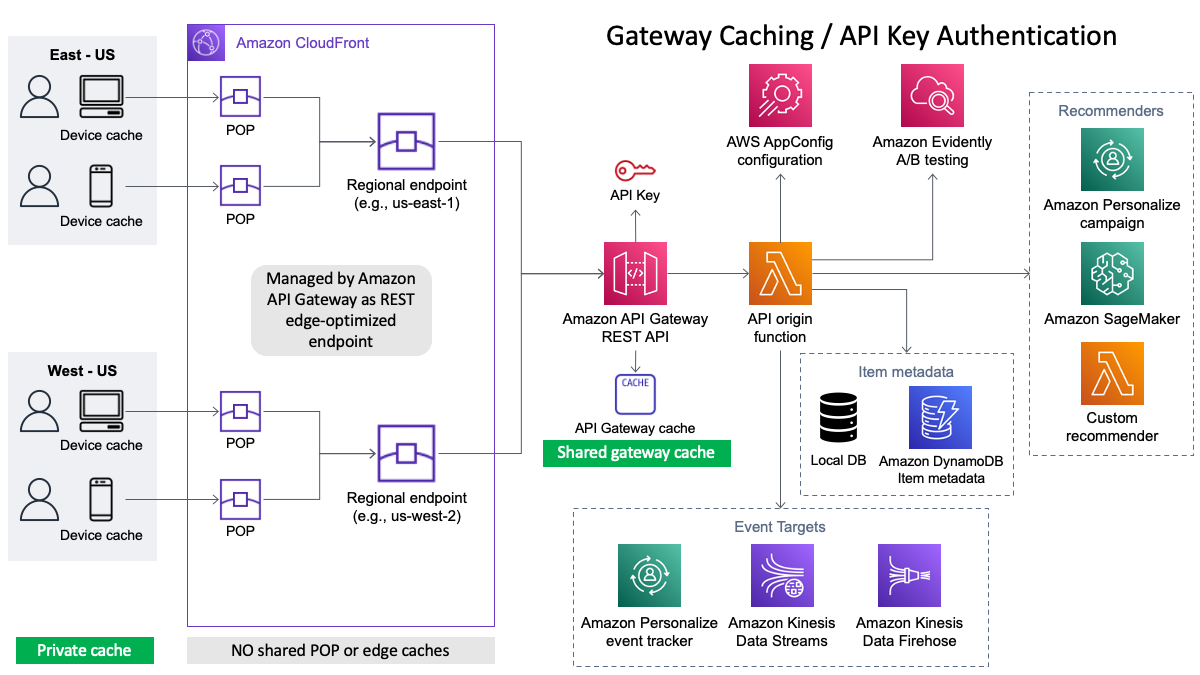 Gateway Caching / API Key Authentication
East - US
Device cache
Device cache
West - US
Device cache
Device cache
Private cache
Amazon CloudFront
POP
POP
Regional endpoint
(e.g., us-east-1)
Managed by Amazon
API Gateway as REST
edge-optimized
endpoint
POP
POP
Regional endpoint
(e.g., us-west-2)
NO shared POP or edge caches
API Key
Amazon API Gateway
REST API
CACHE
API Gateway cache
Shared gateway cache
AWS AppConfig
configuration
Amazon Evidently
A/B testing
API origin
function
Item metadata
Local DB
Amazon DynamoDB
Item metadata
Recommenders
Amazon Personalize
campaign
Amazon SageMaker
Custom
recommender
Event Targets
Amazon Personalize
event tracker
Amazon Kinesis
Data Streams
Amazon Kinesis
Data Firehose